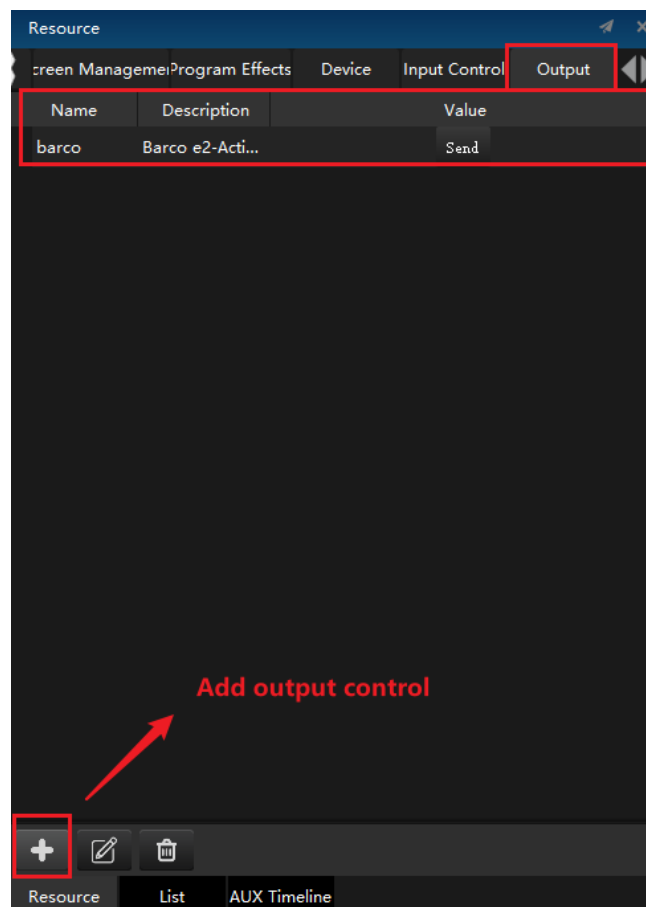 Resource
creen Managemei Program Effects Device Input Control Output
Name Description Value
barco Barco e2-Acti... Send
Add output control
Resource List AUX Timeline